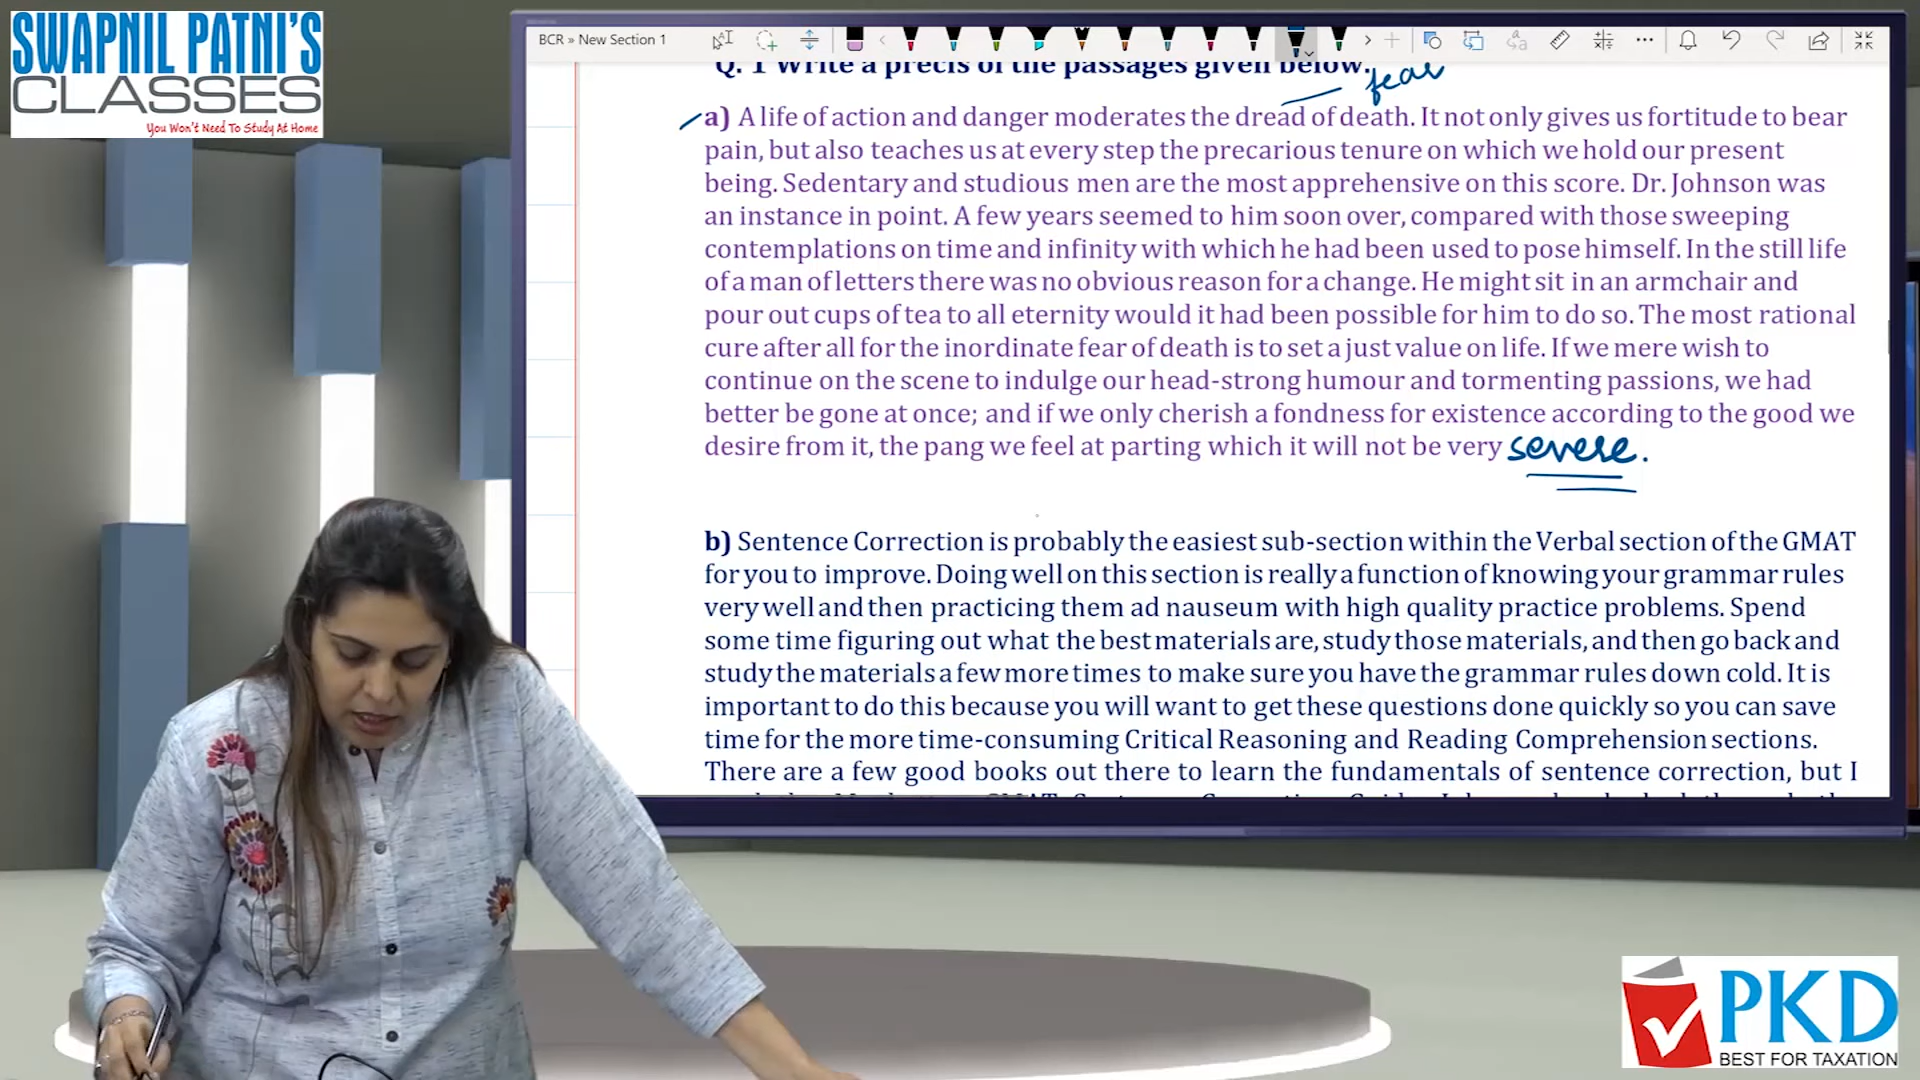 SWAPNIL PATNI'S
CLASSES
You Won't Need To Study At Home
BCR » New Section 1
Q. 1 Write a precis of the passages given below.
fear
a) A life of action and danger moderates the dread of death. It not only gives us fortitude to bear
pain, but also teaches us at every step the precarious tenure on which we hold our present
being. Sedentary and studious men are the most apprehensive on this score. Dr. Johnson was
an instance in point. A few years seemed to him soon over, compared with those sweeping
contemplations on time and infinity with which he had been used to pose himself. In the still life
of a man of letters there was no obvious reason for a change. He might sit in an armchair and
pour out cups of tea to all eternity would it had been possible for him to do so. The most rational
cure after all for the inordinate fear of death is to set a just value on life. If we mere wish to
continue on the scene to indulge our head-strong humour and tormenting passions, we had
better be gone at once; and if we only cherish a fondness for existence according to the good we
desire from it, the pang we feel at parting which it will not be very severe.
b) Sentence Correction is probably the easiest sub-section within the Verbal section of the GMAT
for you to improve. Doing well on this section is really a function of knowing your grammar rules
very well and then practicing them ad nauseum with high quality practice problems. Spend
some time figuring out what the best materials are, study those materials, and then go back and
study the materials a few more times to make sure you have the grammar rules down cold. It is
important to do this because you will want to get these questions done quickly so you can save
time for the more time-consuming Critical Reasoning and Reading Comprehension sections.
There are a few good books out there to learn the fundamentals of sentence correction, but I
PKD
BEST FOR TAXATION